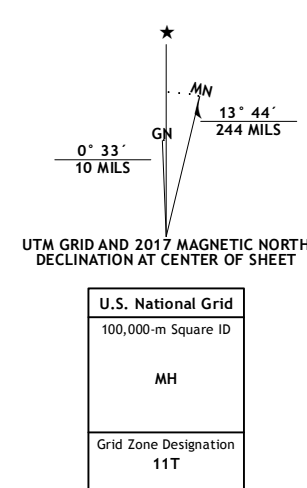 MN
GN
13° 44´
244 MILS
0° 33´
10 MILS
UTM GRID AND 2017 MAGNETIC NORTH
DECLINATION AT CENTER OF SHEET
U.S. National Grid
100,000-m Square ID
MH
Grid Zone Designation
11T